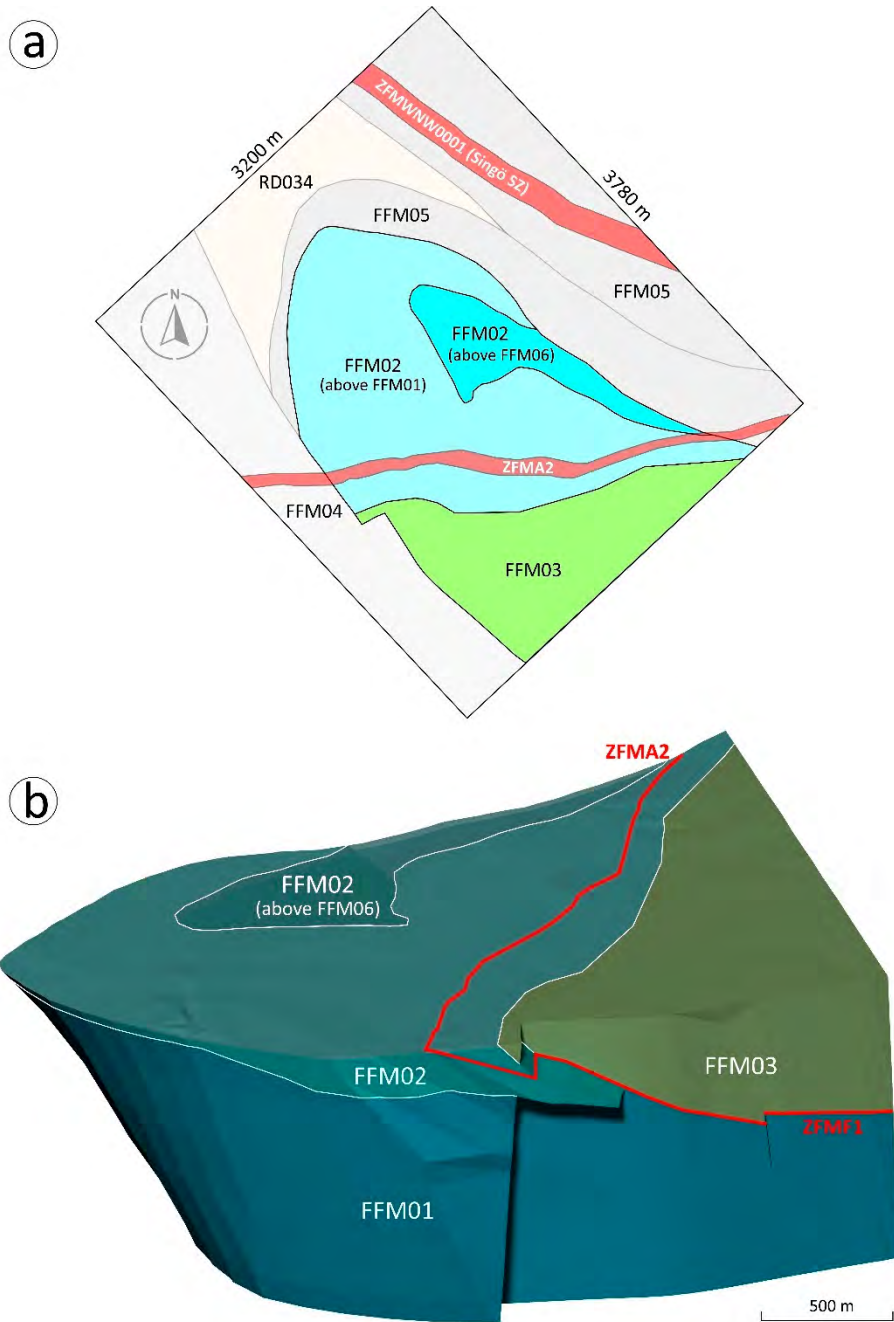 a
ZFMWNW0001 (Singö SZ)
3200 m
3780 m
RD034
FFM05
FFM05
N
FFM02
(above FFM06)
FFM02
(above FFM01)
ZFMA2
FFM04
FFM03
b
ZFMA2
FFM02
(above FFM06)
FFM02
FFM03
ZFMF1
FFM01
500 m